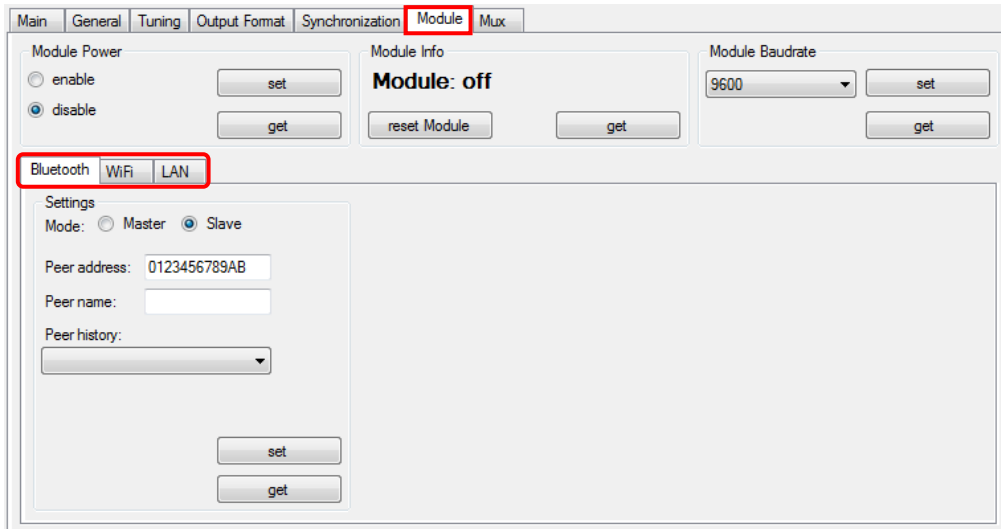 Main General Tuning Output Format Synchronization Module Mux
Module Power
enable
set
disable
get
Module Info
Module: off
reset Module get
Module Baudrate
9600 set
get
Bluetooth WiFi LAN
Settings
Mode: Master Slave
Peer address: 0123456789AB
Peer name:
Peer history:
set
get